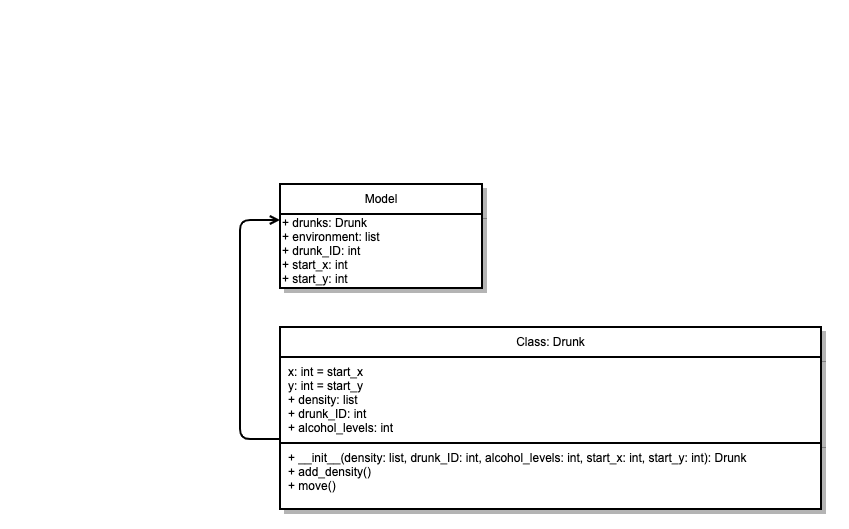 Model
+ drunks: Drunk
+ environment: list
+ drunk_ID: int
+ start_x: int
+ start_y: int
Class: Drunk
x: int = start_x
y: int = start_y
+ density: list
+ drunk_ID: int
+ alcohol_levels: int
+ __init__(density: list, drunk_ID: int, alcohol_levels: int, start_x: int, start_y: int): Drunk
+ add_density()
+ move()